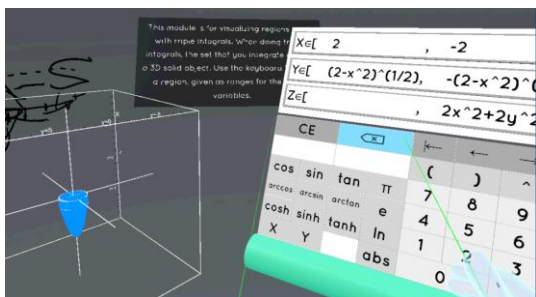 This module is for visualizing regions
with triple integrals. When doing tr
integrals, the set that you integrate
a 3D solid object. Use the keyboard
a region, given as ranges for the
variables.
X∈[ 2 , -2
Y∈[ (2-x^2)^(1/2), -(2-x^2)^(
Z∈[ , 2x^2+2y^2
CE
cos sin tan π ( ) ^
arccos arcsin arctan e 7 8 9
cosh sinh tanh ln 4 5 6
X Y abs 1 2 3
0